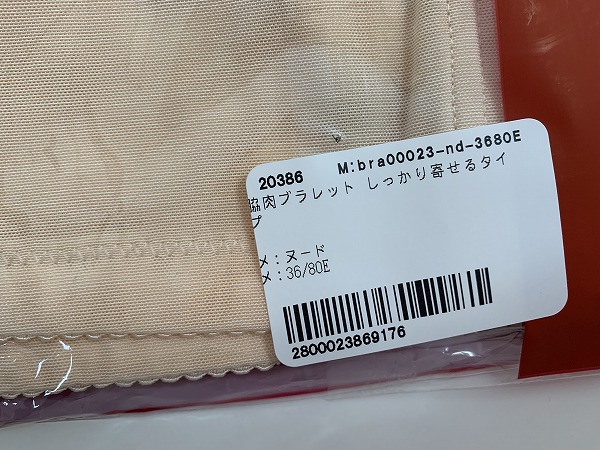 20386 M:bra00023-nd-3680E
脇肉ブラレット しっかり寄せるタイ
プ
メ:ヌード
メ:36/80E
2800023869176